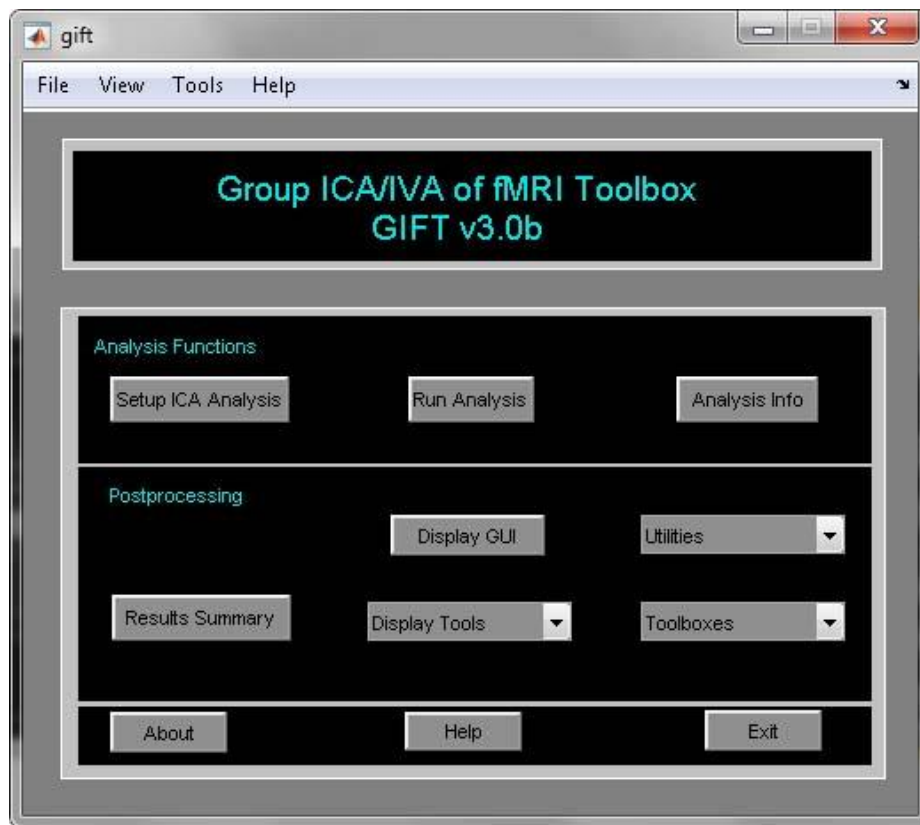 gift
File View Tools Help
Group ICA/IVA of fMRI Toolbox
GIFT v3.0b
Analysis Functions
Setup ICA Analysis Run Analysis Analysis Info
Postprocessing
Display GUI Utilities
Results Summary Display Tools Toolboxes
About Help Exit